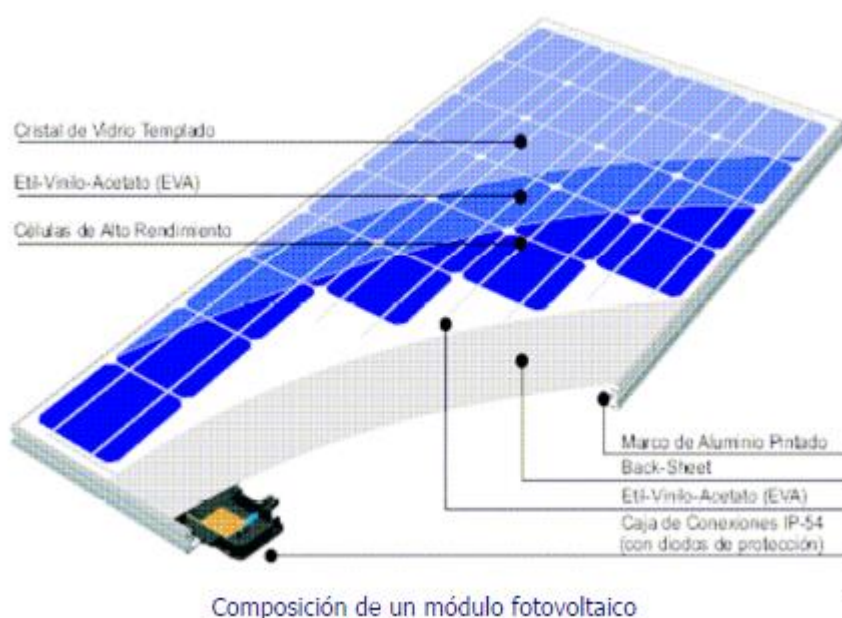 Cristal de Vidrio Templado
Etil-Vinilo-Acetato (EVA)
Células de Alto Rendimiento
Marco de Aluminio Pintado
Back-Sheet
Etil-Vinilo-Acetato (EVA)
Caja de Conexiones IP-54
(con diodos de protección)
Composición de un módulo fotovoltaico